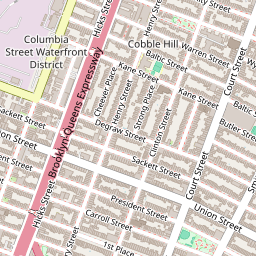 Hicks Street
Henry Street
Columbia
Street Waterfront
District
Cobble Hill
Warren Street
Baltic Street
Kane Street
Kane Street
Court Street
Cheever Place
Henry Street
Strong Place
Clinton Street
Brooklyn Queens Expressway
Baltic
Butler Street
Sackett Street
Degraw Street
Sackett Street
Court Street
Hicks Street
President Street
Union Street
Carroll Street
1st Place